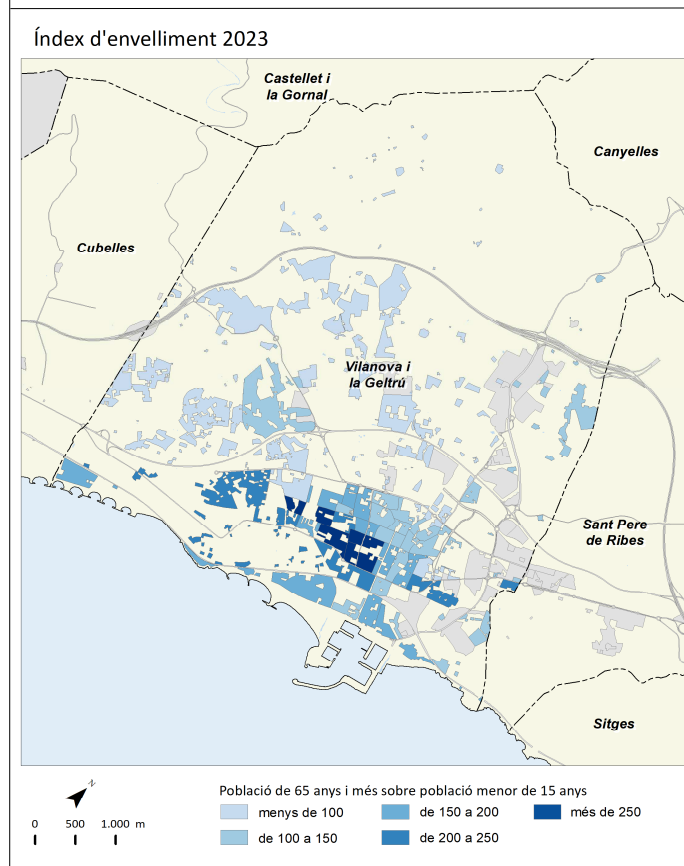 Índex d'envelliment 2023
Castellet i
la Gornal
Canyelles
Cubelles
Vilanova i
la Geltrú
Sant Pere
de Ribes
Sitges
N
0 500 1.000 m
Població de 65 anys i més sobre població menor de 15 anys
menys de 100
de 150 a 200
més de 250
de 100 a 150
de 200 a 250